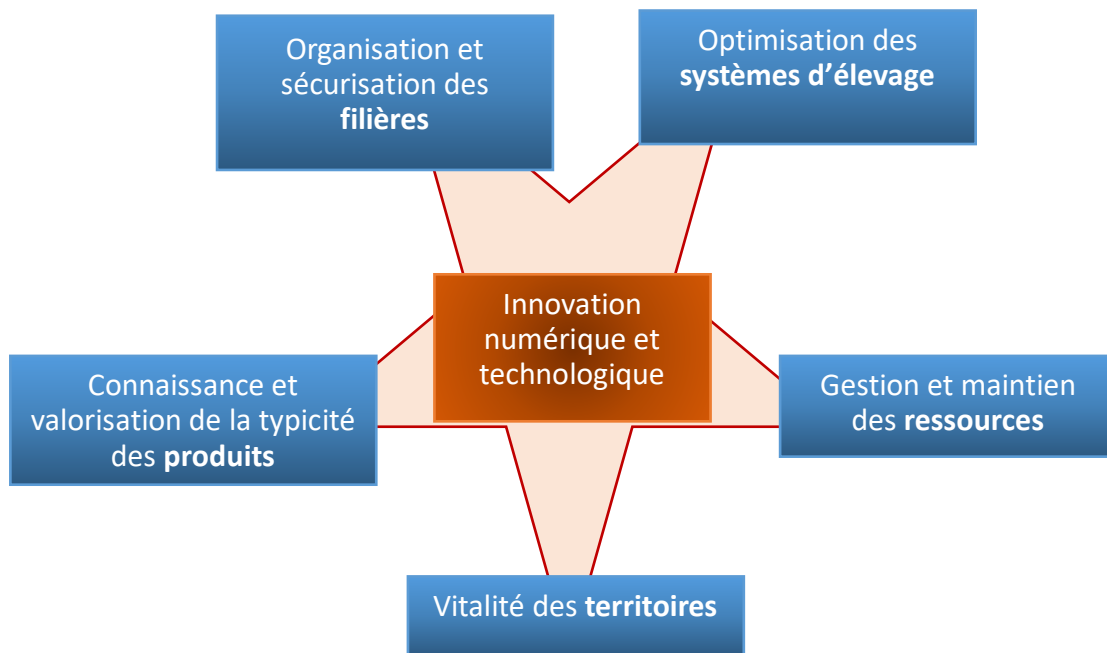 Organisation et
sécurisation des
filières
Optimisation des
systèmes d’élevage
Innovation
numérique et
technologique
Connaissance et
valorisation de la typicité
des produits
Gestion et maintien
des ressources
Vitalité des territoires